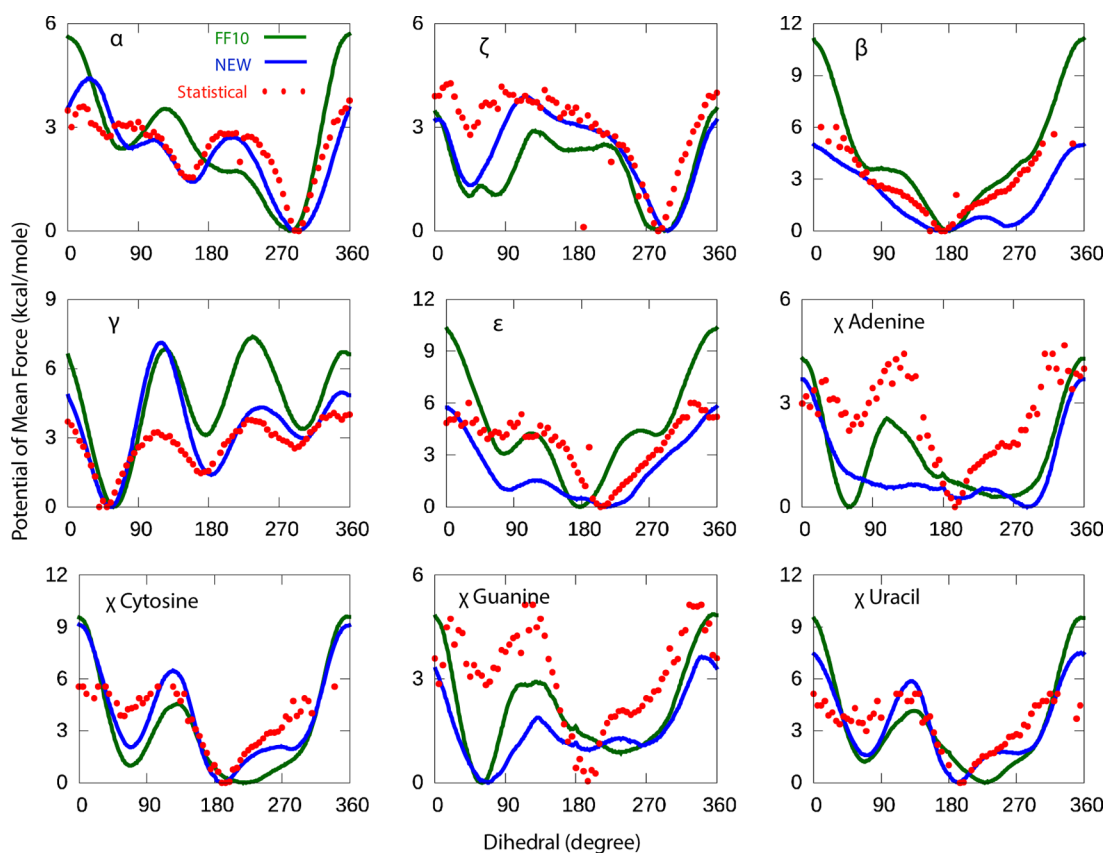 α
FF10
NEW
Statistical
6
3
0
0 90 180 270 360
ζ
6
3
0
0 90 180 270 360
β
12
9
6
3
0
0 90 180 270 360
Potential of Mean Force (kcal/mole)
γ
9
6
3
0
0 90 180 270 360
ε
12
9
6
3
0
0 90 180 270 360
χ Adenine
6
3
0
0 90 180 270 360
χ Cytosine
12
9
6
3
0
0 90 180 270 360
χ Guanine
6
3
0
0 90 180 270 360
χ Uracil
12
9
6
3
0
0 90 180 270 360
Dihedral (degree)